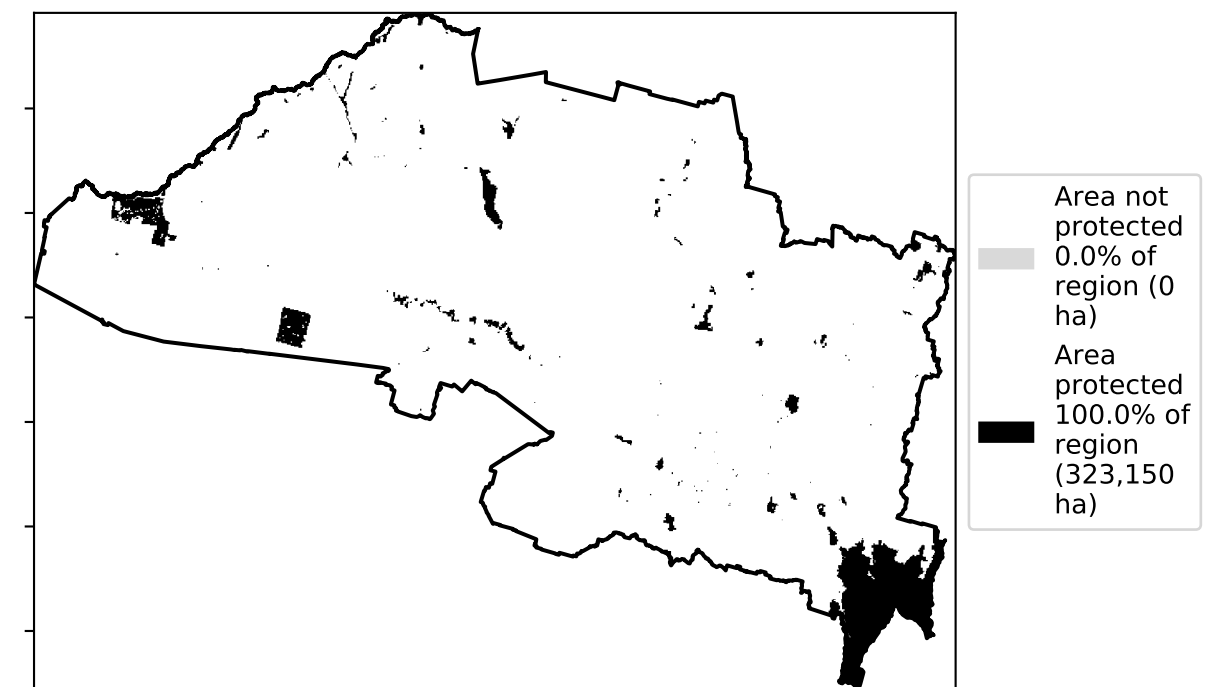 Area not
protected
0.0% of
region (0
ha)
Area
protected
100.0% of
region
(323,150
ha)